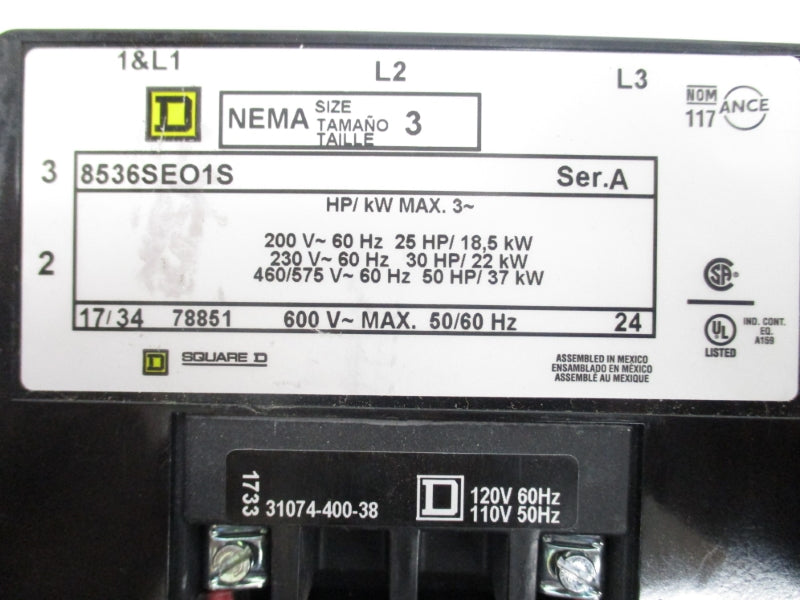 1&L1
L2
L3
D
NEMA SIZE
TAMAÑO
TAILLE
3
NOM
117
ANCE
3
8536SEO1S Ser.A
HP/ kW MAX. 3~
200 V~ 60 Hz 25 HP/ 18,5 kW
2
230 V~ 60 Hz 30 HP/ 22 kW
460/575 V~ 60 Hz 50 HP/ 37 kW
17/34 78851 600 V~ MAX. 50/60 Hz 24
SA
UL
LISTED
IND. CONT.
EQ.
A159
D SQUARE D
ASSEMBLED IN MEXICO
ENSAMBLADO EN MÉXICO
ASSEMBLÉ AU MEXIQUE
1733
31074-400-38
D
120V 60Hz
110V 50Hz